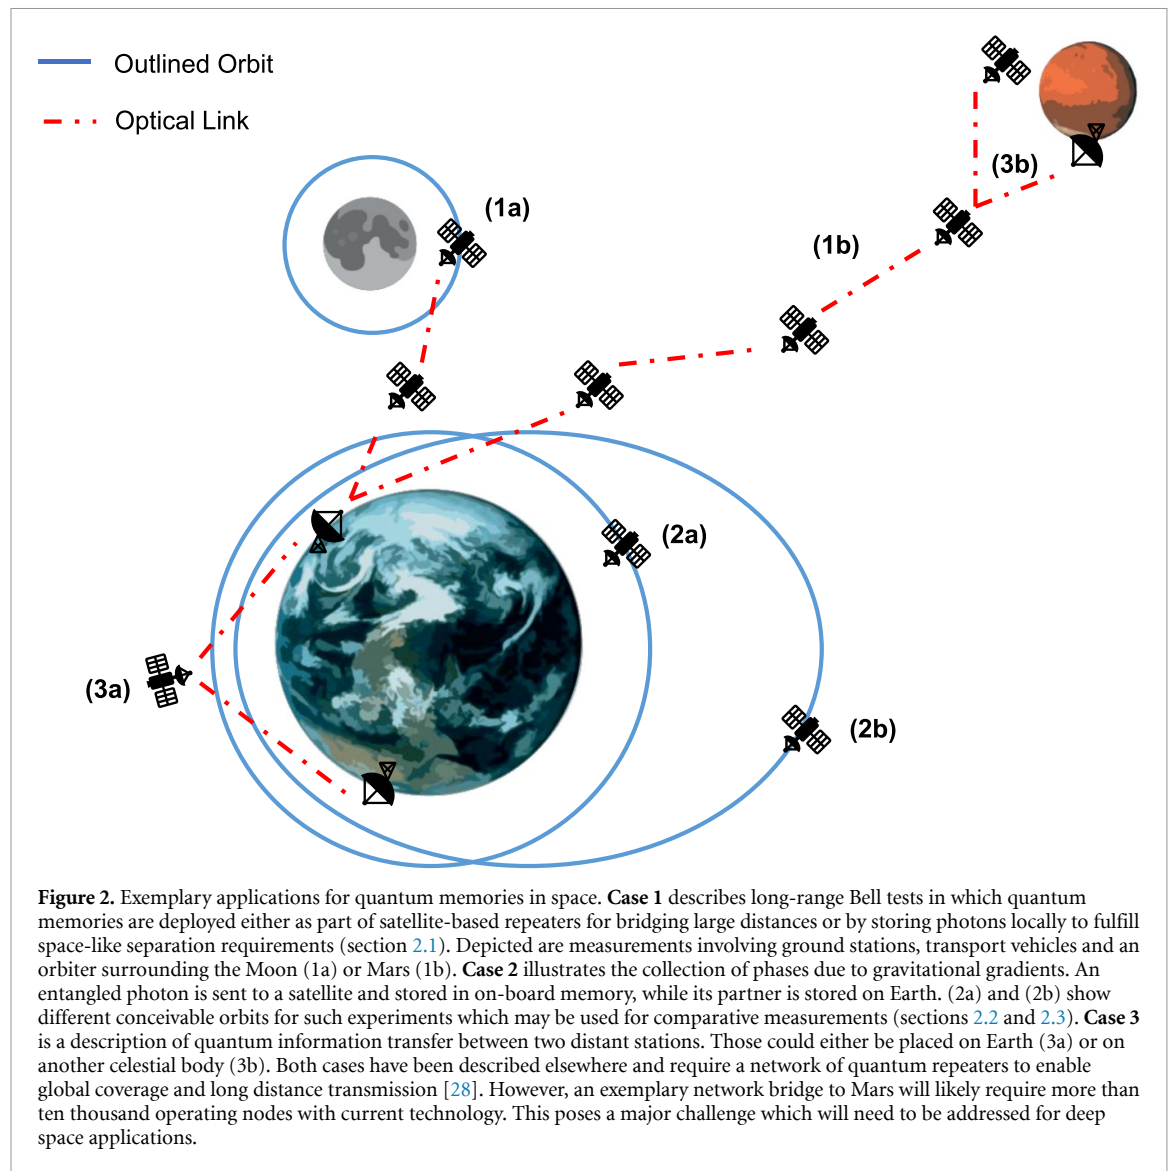 Outlined Orbit
Optical Link
(3b)
(1a)
(1b)
(2a)
(3a)
(2b)
Figure 2. Exemplary applications for quantum memories in space. Case 1 describes long-range Bell tests in which quantum
memories are deployed either as part of satellite-based repeaters for bridging large distances or by storing photons locally to fulfill
space-like separation requirements (section 2.1). Depicted are measurements involving ground stations, transport vehicles and an
orbiter surrounding the Moon (1a) or Mars (1b). Case 2 illustrates the collection of phases due to gravitational gradients. An
entangled photon is sent to a satellite and stored in on-board memory, while its partner is stored on Earth. (2a) and (2b) show
different conceivable orbits for such experiments which may be used for comparative measurements (sections 2.2 and 2.3). Case 3
is a description of quantum information transfer between two distant stations. Those could either be placed on Earth (3a) or on
another celestial body (3b). Both cases have been described elsewhere and require a network of quantum repeaters to enable
global coverage and long distance transmission [28]. However, an exemplary network bridge to Mars will likely require more than
ten thousand operating nodes with current technology. This poses a major challenge which will need to be addressed for deep
space applications.